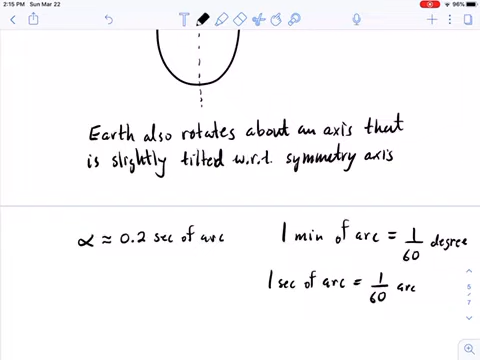 2:15 PM Sun Mar 22
96%
Earth also rotates about an axis that
is slightly tilted w.r.t. symmetry axis
α ≈ 0.2 sec of arc
1 min of arc = 1/60 degree
1 sec of arc = 1/60 arc
5
/
7